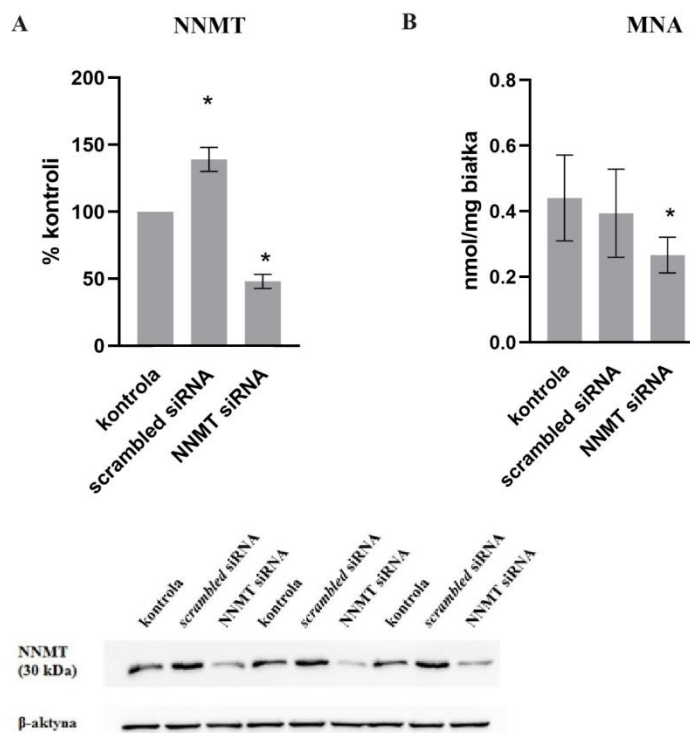 A
NNMT
% kontroli
200
150
100
50
0
*
*
kontrola
scrambled siRNA
NNMT siRNA
B
MNA
nmol/mg białka
0.8
0.6
0.4
0.2
0.0
*
kontrola
scrambled siRNA
NNMT siRNA
kontrola
scrambled siRNA
NNMT siRNA
kontrola
scrambled siRNA
NNMT siRNA
kontrola
scrambled siRNA
NNMT siRNA
NNMT
(30 kDa)
β-aktyna